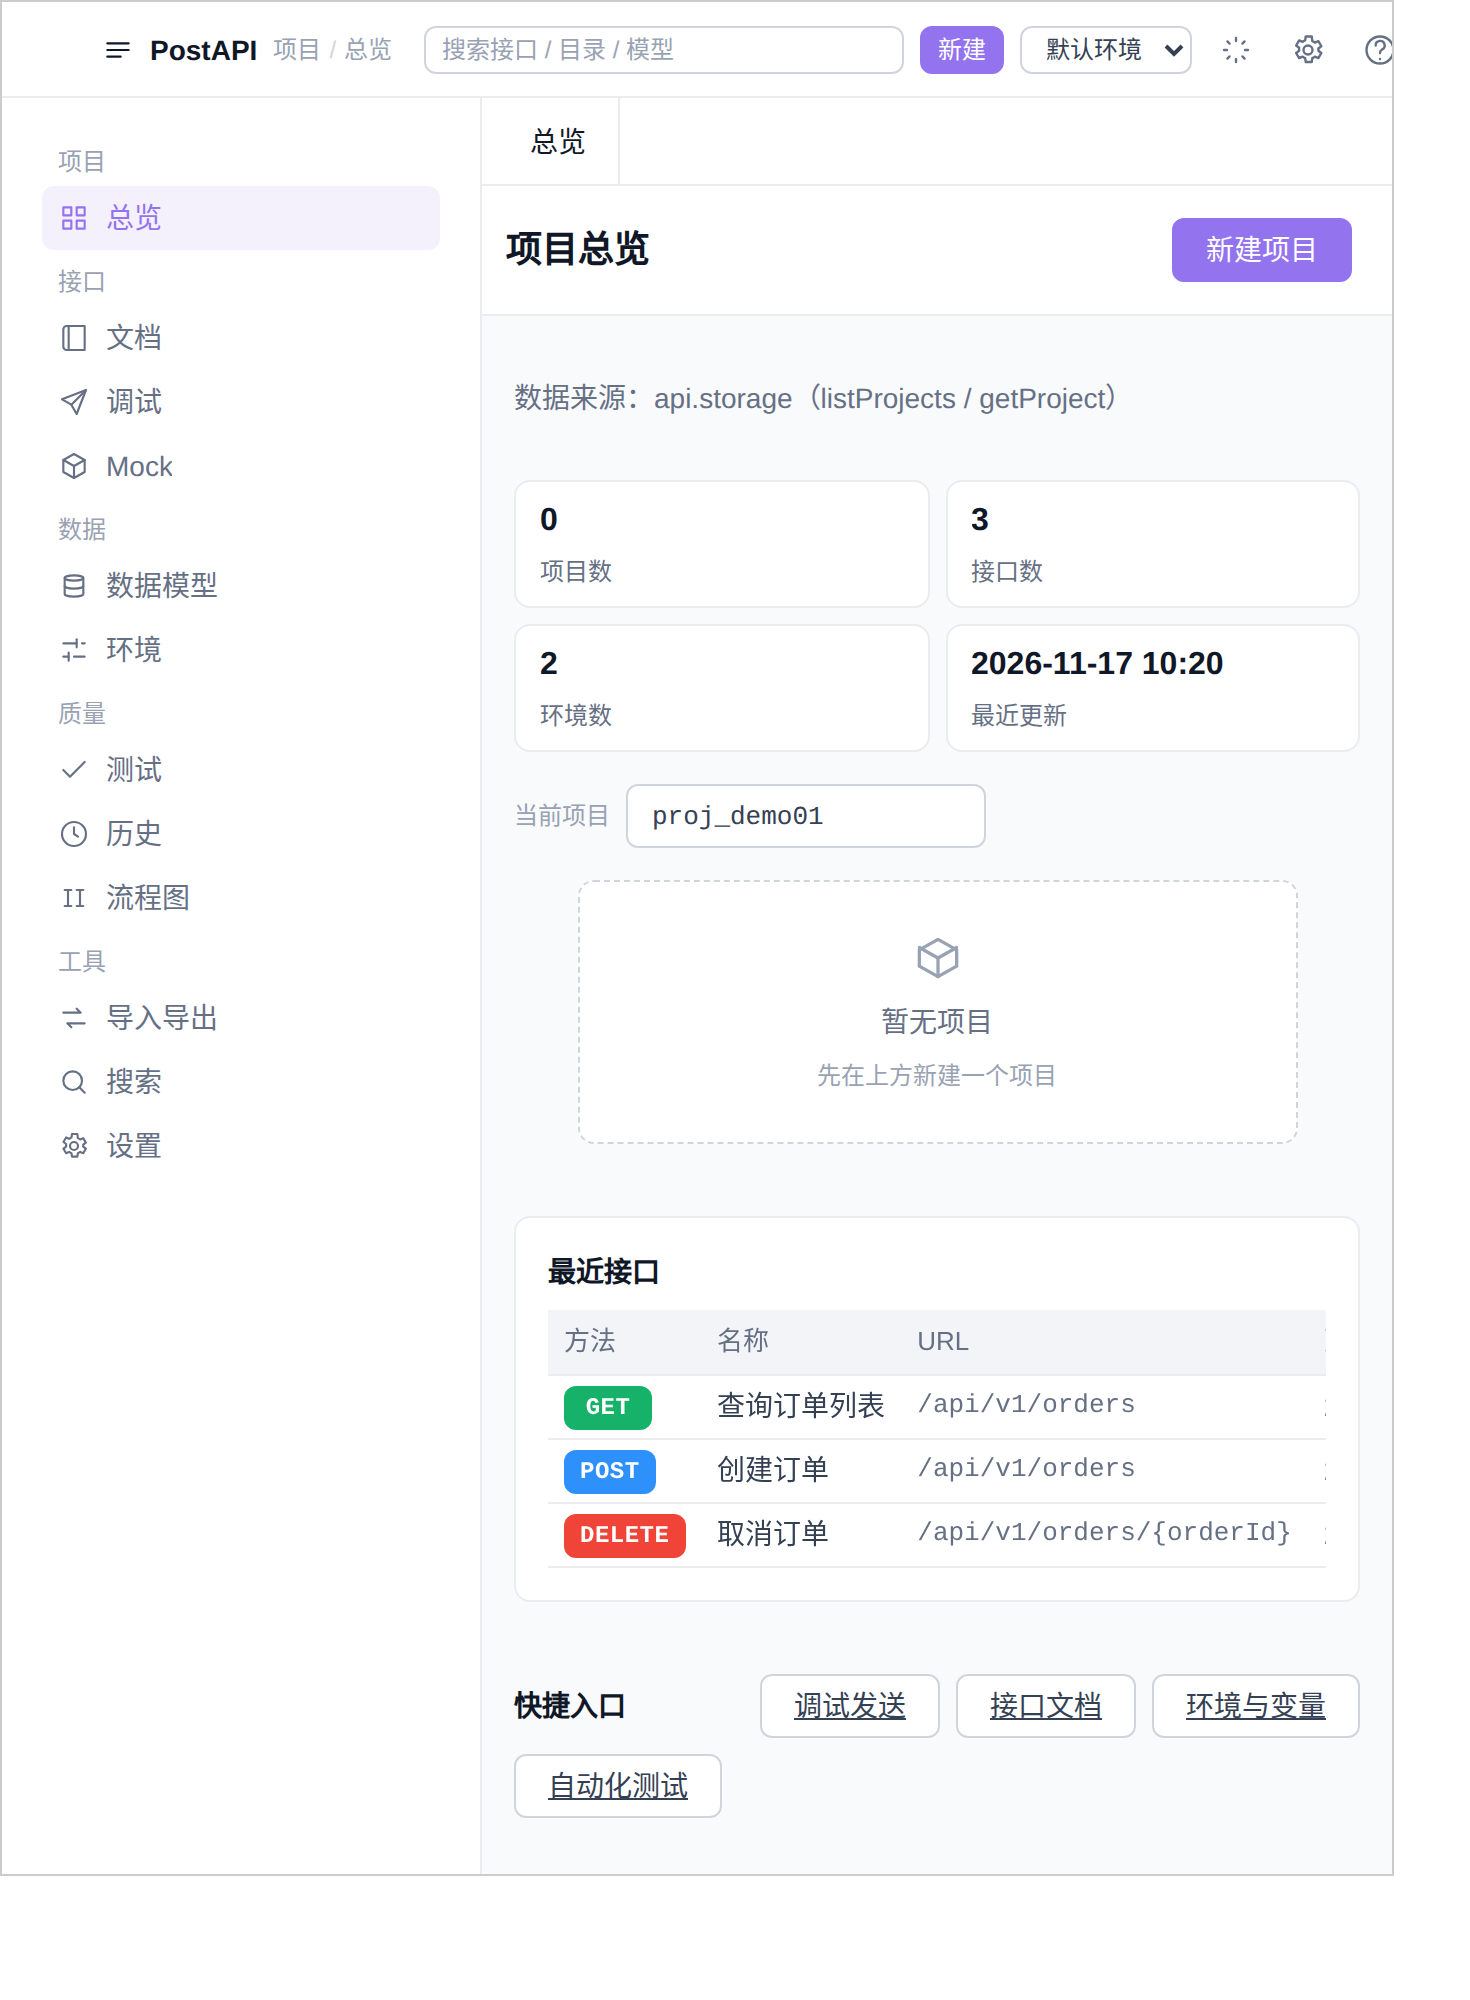 PostAPI 项目 / 总览 搜索接口 / 目录 / 模型 新建 默认环境
项目
总览
接口
文档
调试
Mock
数据
数据模型
环境
质量
测试
历史
流程图
工具
导入导出
搜索
设置
总览
项目总览 新建项目
数据来源：api.storage（listProjects / getProject）
0 3
项目数 接口数
2 2026-11-17 10:20
环境数 最近更新
当前项目 proj_demo01
暂无项目
先在上方新建一个项目
最近接口
方法 名称 URL
GET 查询订单列表 /api/v1/orders
POST 创建订单 /api/v1/orders
DELETE 取消订单 /api/v1/orders/{orderId}
快捷入口 调试发送 接口文档 环境与变量
自动化测试